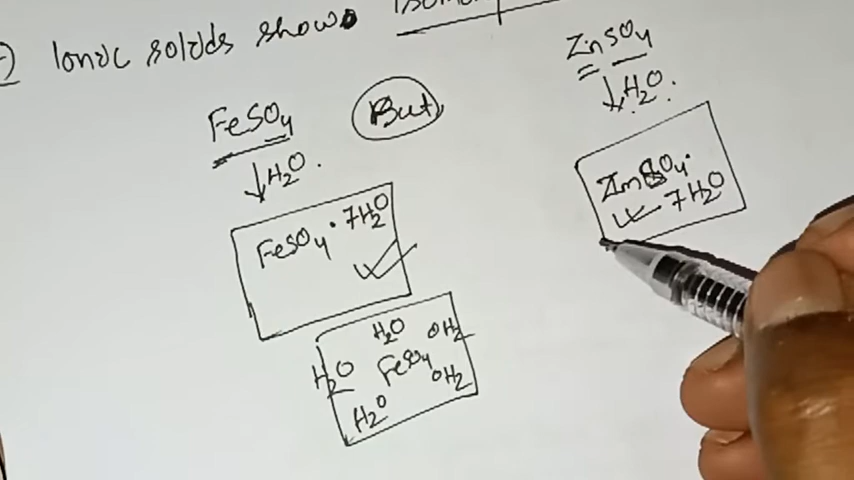 Ionic solids shows
FeSO4
↓H2O.
FeSO4 · 7H2O
H2O
OH2
H2O
FeSO4
OH2
H2O
But
ZnSO4
↓H2O.
ZnSO4·
7H2O